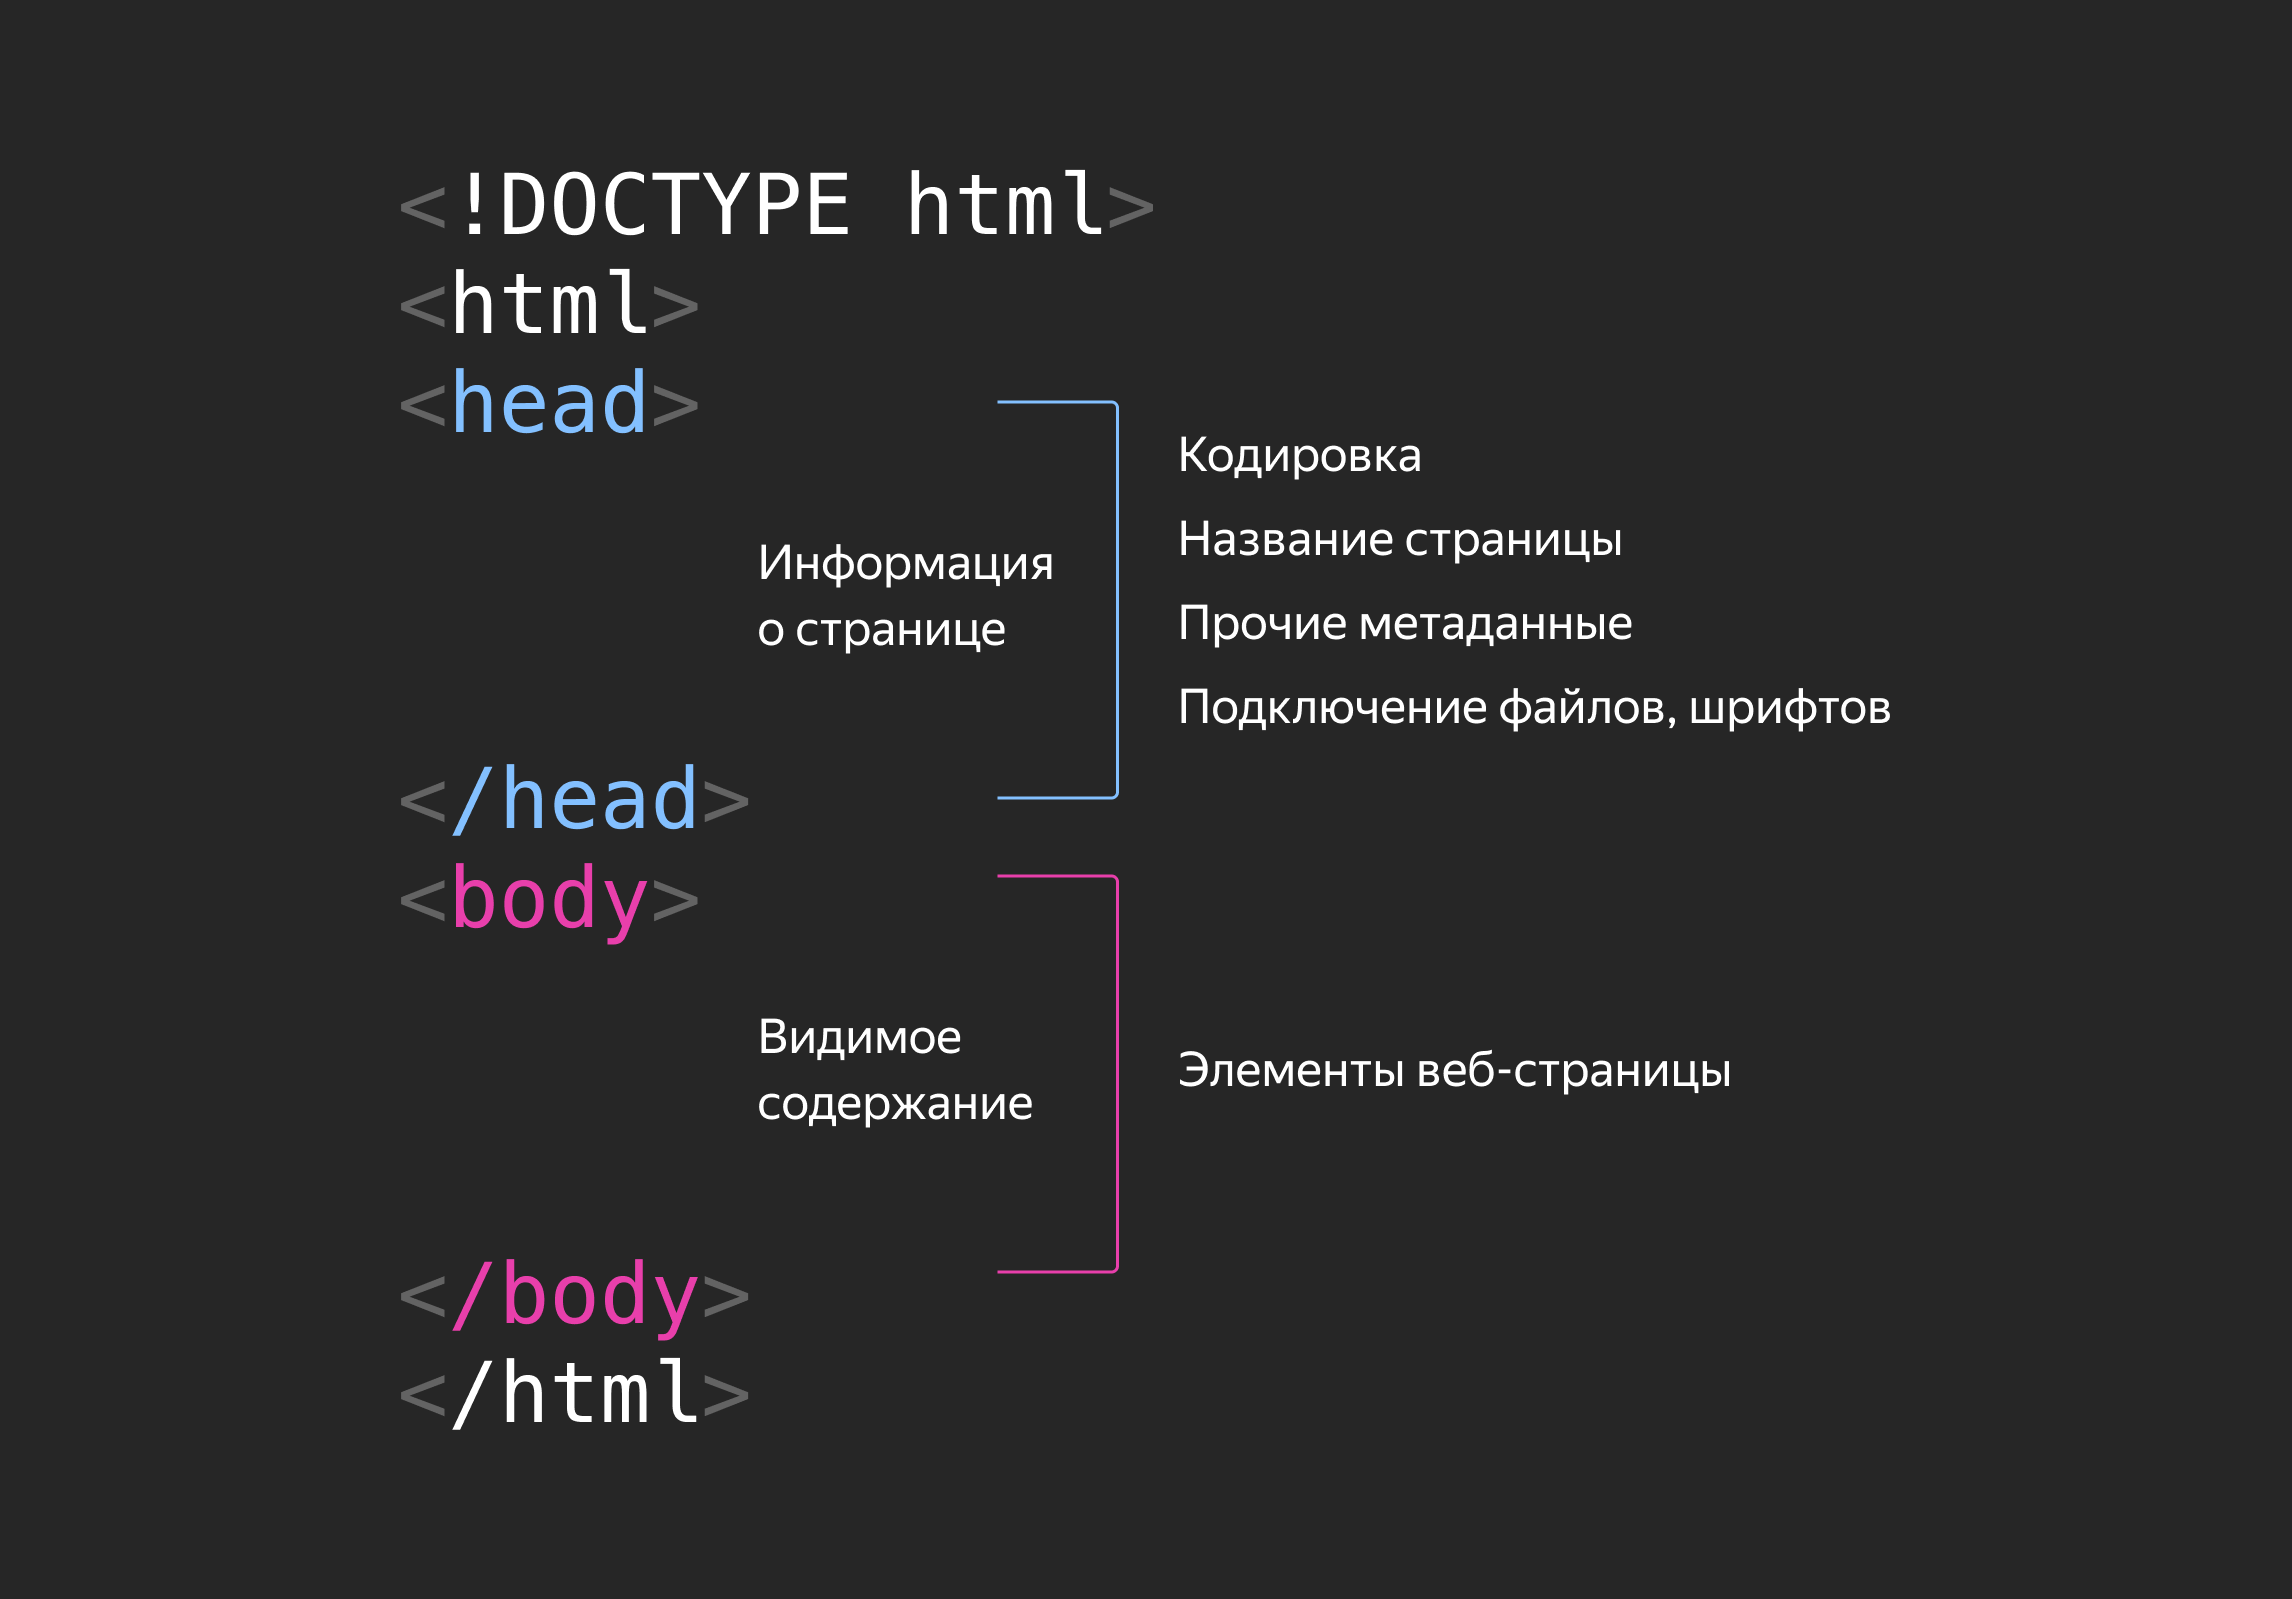 <!DOCTYPE html>
<html>
<head>
Информация
о странице
Кодировка
Название страницы
Прочие метаданные
Подключение файлов, шрифтов
</head>
<body>
Видимое
содержание
Элементы веб-страницы
</body>
</html>